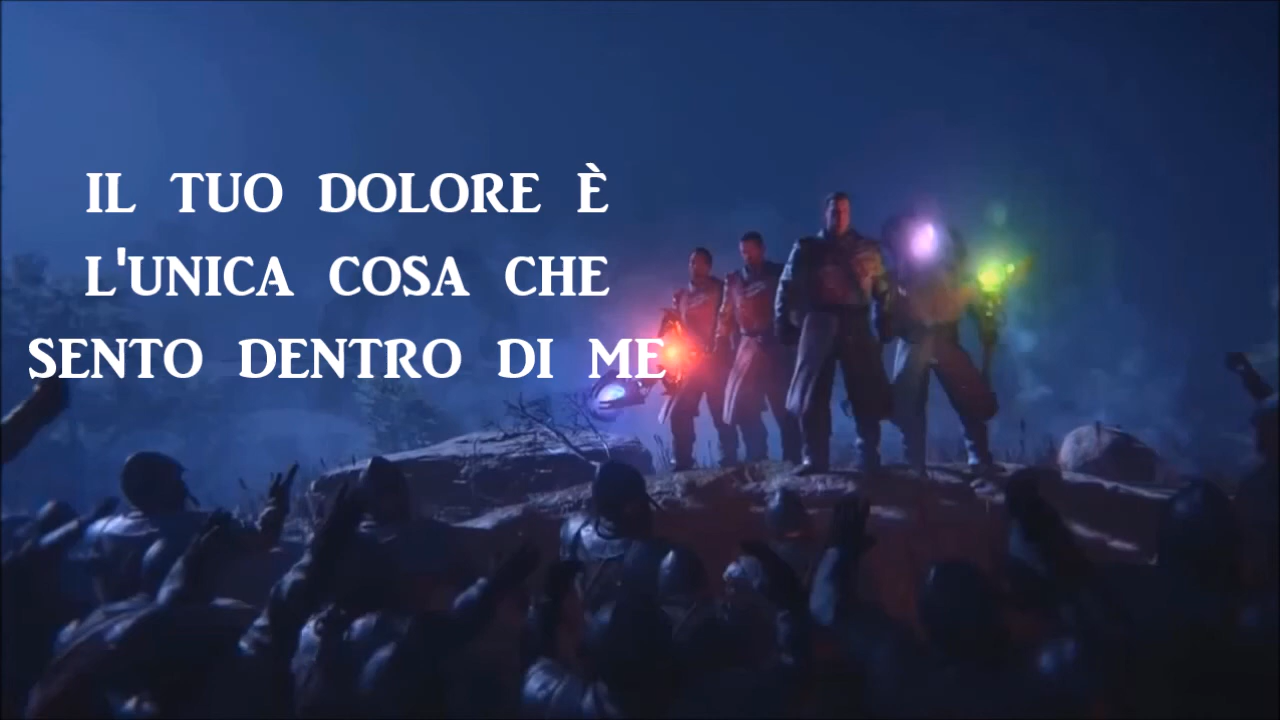 IL TUO DOLORE È
L'UNICA COSA CHE
SENTO DENTRO DI ME